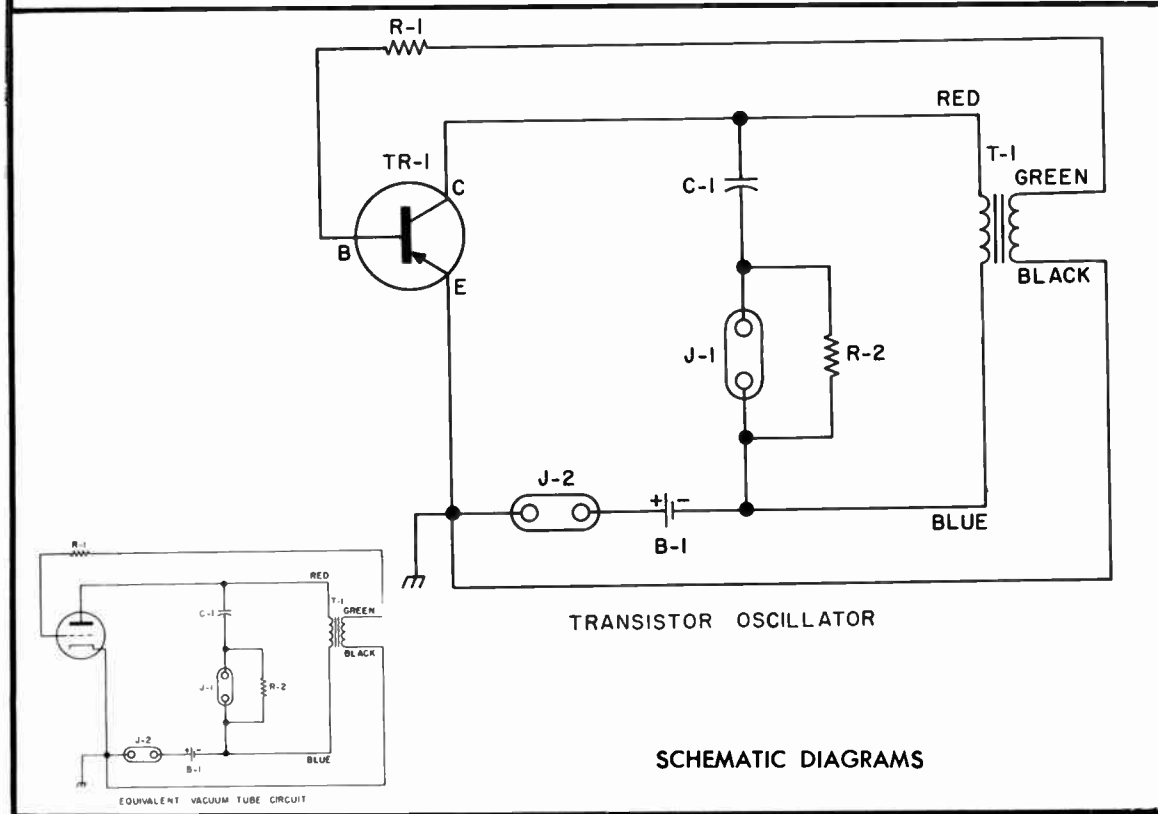 R-1
RED
TR-1
C
T-1
C-1
GREEN
B
E
BLACK
J-1
R-2
J-2
+ -
BLUE
B-1
TRANSISTOR OSCILLATOR
R-1
RED
C-1
T-1
GREEN
BLACK
J-1
R-2
J-2
+ -
BLUE
B-1
EQUIVALENT VACUUM TUBE CIRCUIT
SCHEMATIC DIAGRAMS